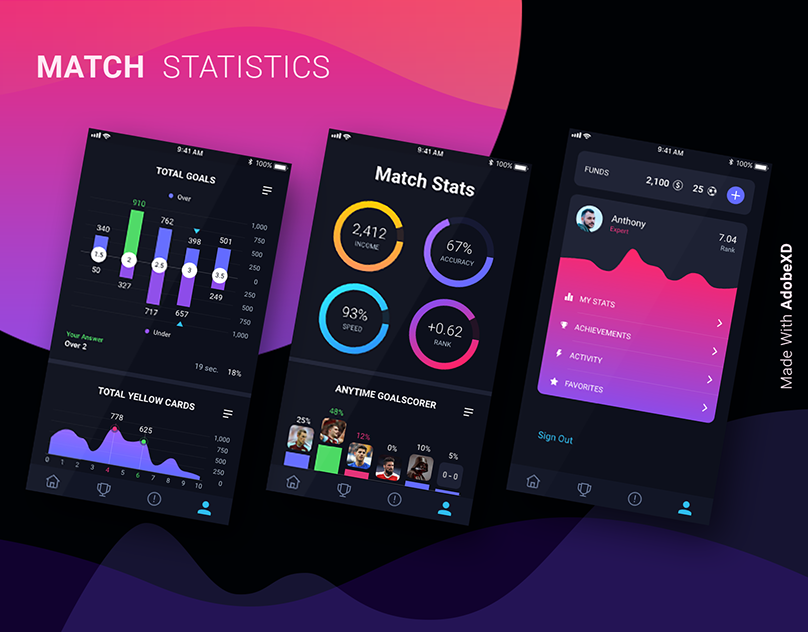 MATCH STATISTICS
9:41 AM
100%
TOTAL GOALS
Over
910
762
340
398
501
1,000
750
500
250
0
250
500
750
1,000
1.5
2
2.5
3
3.5
50
327
717
657
249
Under
Your Answer
Over 2
19 sec. 18%
TOTAL YELLOW CARDS
778
625
1,000
750
500
250
0
0 1 2 3 4 5 6 7 8 9 10
9:41 AM
100%
Match Stats
2,412
INCOME
67%
ACCURACY
93%
SPEED
+0.62
RANK
ANYTIME GOALSCORER
25%
48%
12%
0%
10%
5%
0 - 0
9:41 AM
100%
FUNDS 2,100 $ 25 +
Anthony
Expert
7.04
Rank
MY STATS
ACHIEVEMENTS
ACTIVITY
FAVORITES
Sign Out
Made With AdobeXD